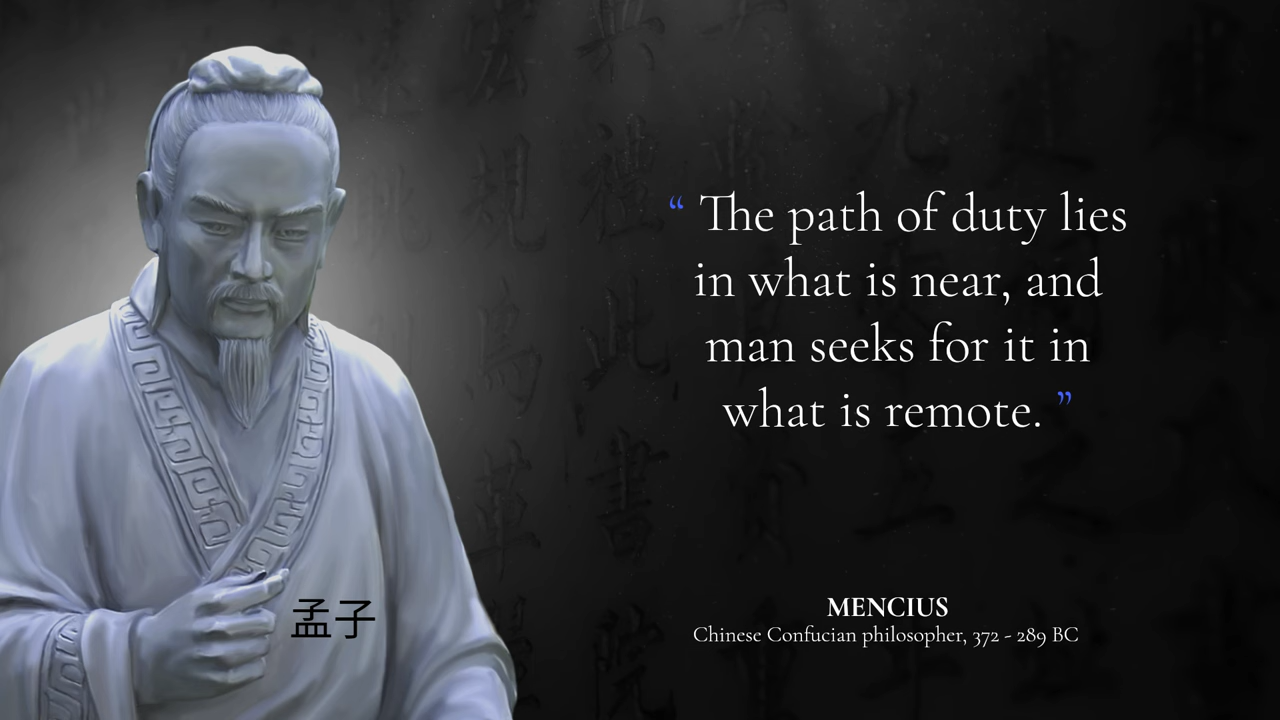 “ The path of duty lies
in what is near, and
man seeks for it in
what is remote. ”
孟子
MENCIUS
Chinese Confucian philosopher, 372 - 289 BC